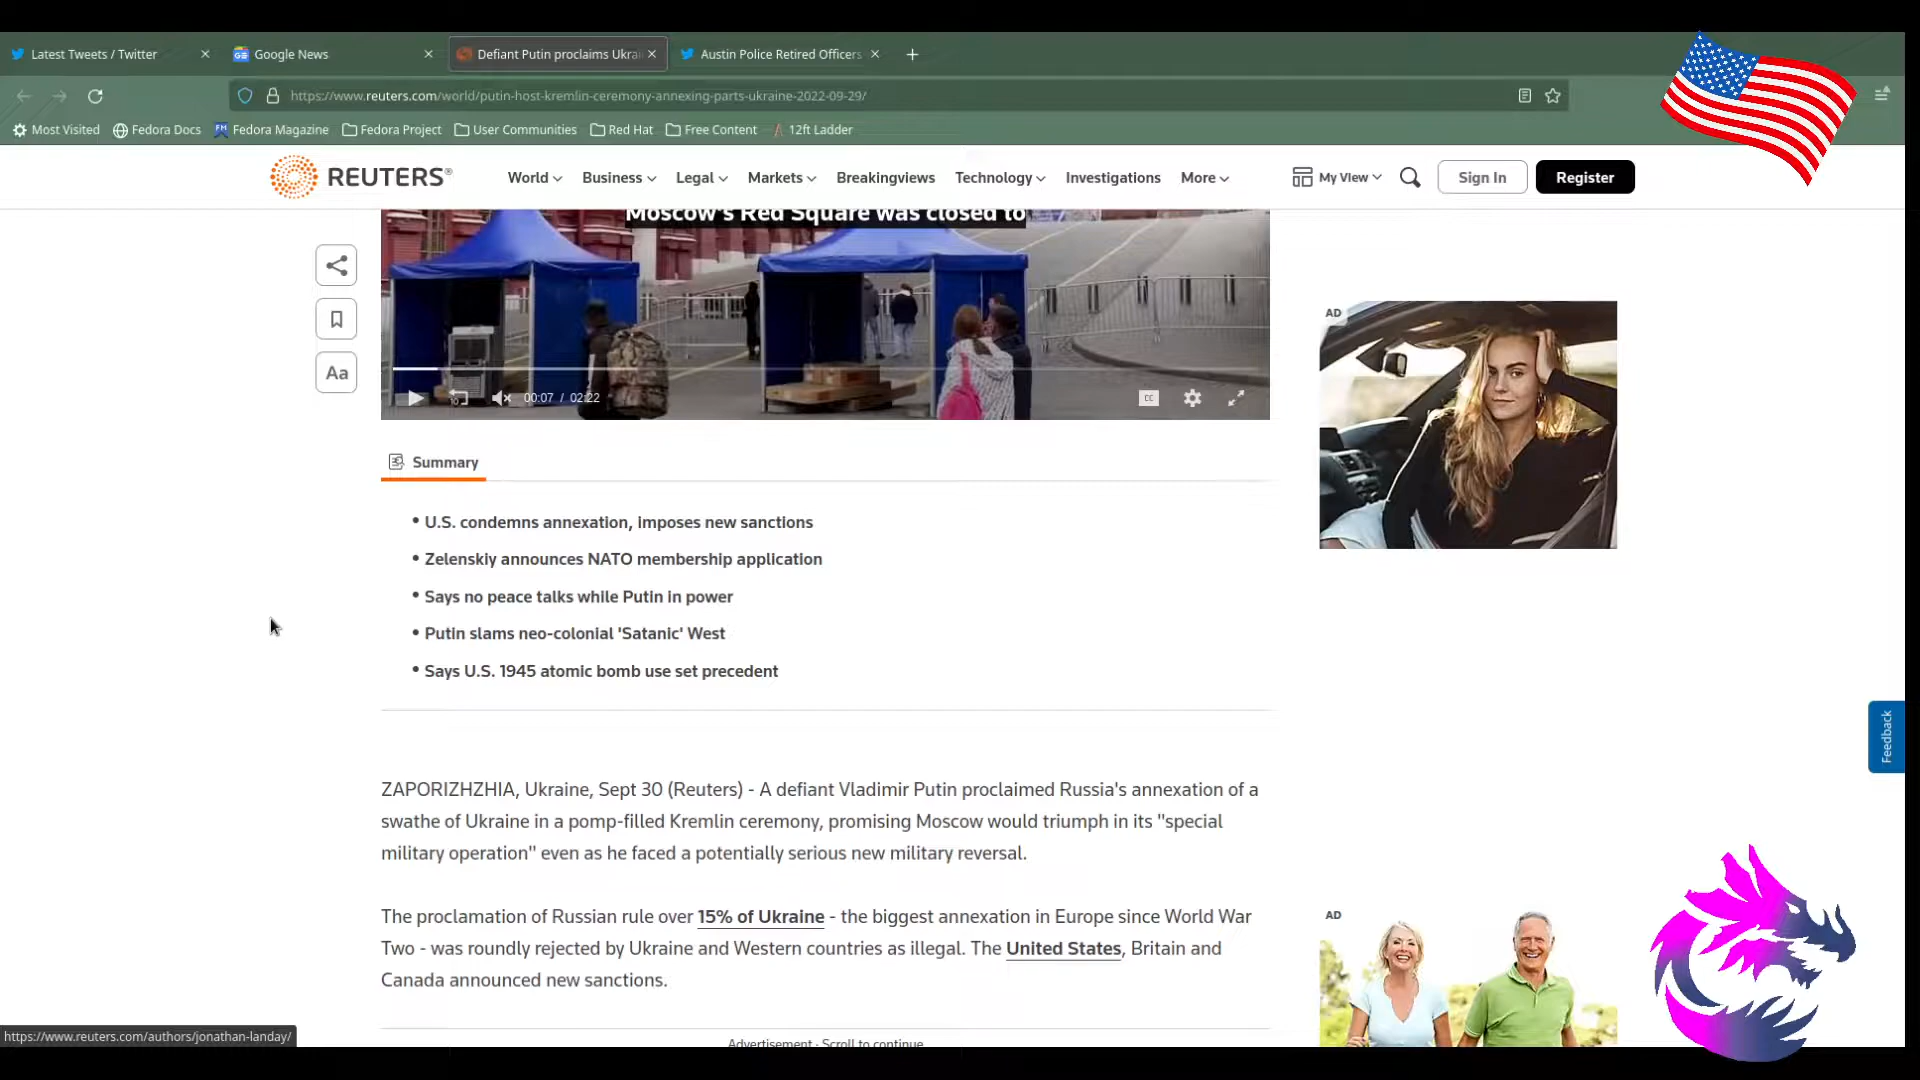 Latest Tweets / Twitter
Google News
Defiant Putin proclaims Ukrai
Austin Police Retired Officers
https://www.reuters.com/world/putin-host-kremlin-ceremony-annexing-parts-ukraine-2022-09-29/
Most Visited
Fedora Docs
Fedora Magazine
Fedora Project
User Communities
Red Hat
Free Content
12ft Ladder
REUTERS®
World
Business
Legal
Markets
Breakingviews
Technology
Investigations
More
My View
Sign In
Register
Moscow's Red Square was closed to
Aa
10
00:07 / 02:22
CC
AD
Summary
• U.S. condemns annexation, imposes new sanctions
• Zelenskiy announces NATO membership application
• Says no peace talks while Putin in power
• Putin slams neo-colonial 'Satanic' West
• Says U.S. 1945 atomic bomb use set precedent
Feedback
ZAPORIZHZHIA, Ukraine, Sept 30 (Reuters) - A defiant Vladimir Putin proclaimed Russia's annexation of a
swathe of Ukraine in a pomp-filled Kremlin ceremony, promising Moscow would triumph in its "special
military operation" even as he faced a potentially serious new military reversal.
The proclamation of Russian rule over 15% of Ukraine - the biggest annexation in Europe since World War
Two - was roundly rejected by Ukraine and Western countries as illegal. The United States, Britain and
Canada announced new sanctions.
AD
Advertisement · Scroll to continue
https://www.reuters.com/authors/jonathan-landay/